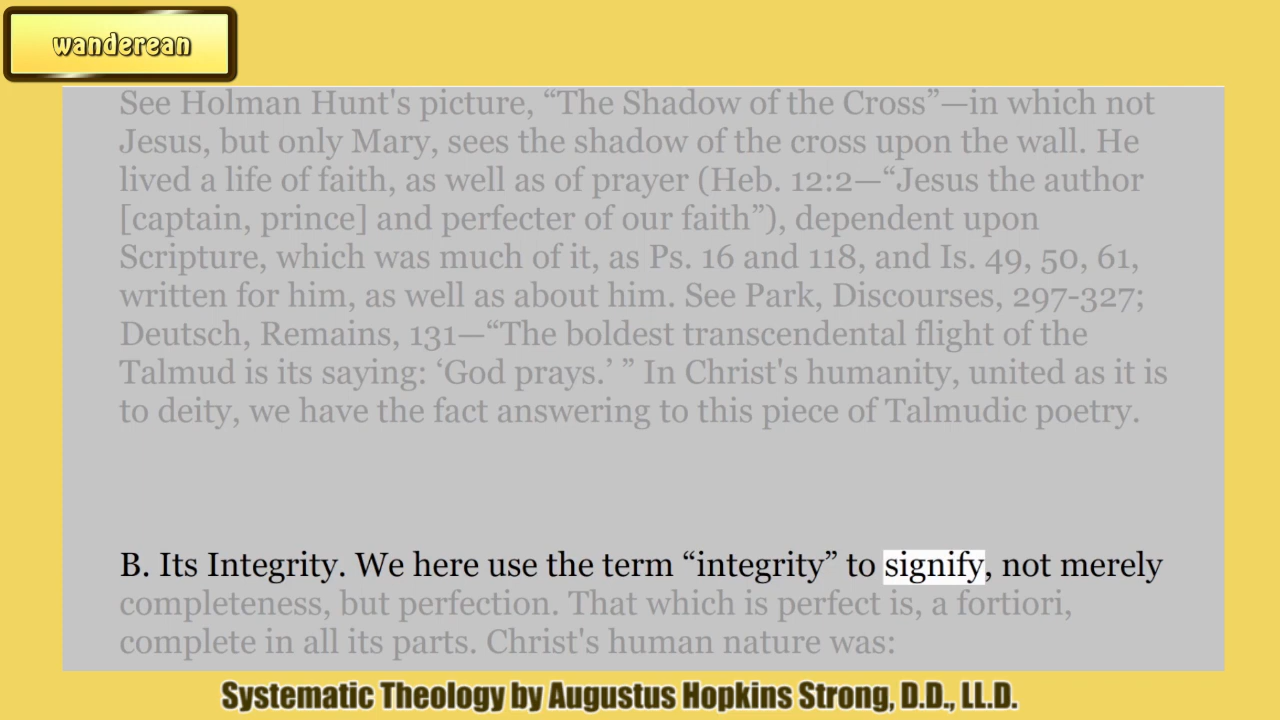 wanderean
See Holman Hunt's picture, “The Shadow of the Cross”—in which not
Jesus, but only Mary, sees the shadow of the cross upon the wall. He
lived a life of faith, as well as of prayer (Heb. 12:2—“Jesus the author
[captain, prince] and perfecter of our faith”), dependent upon
Scripture, which was much of it, as Ps. 16 and 118, and Is. 49, 50, 61,
written for him, as well as about him. See Park, Discourses, 297-327;
Deutsch, Remains, 131—“The boldest transcendental flight of the
Talmud is its saying: ‘God prays.’ ” In Christ's humanity, united as it is
to deity, we have the fact answering to this piece of Talmudic poetry.
B. Its Integrity. We here use the term “integrity” to signify, not merely
completeness, but perfection. That which is perfect is, a fortiori,
complete in all its parts. Christ's human nature was:
Systematic Theology by Augustus Hopkins Strong, D.D., LL.D.